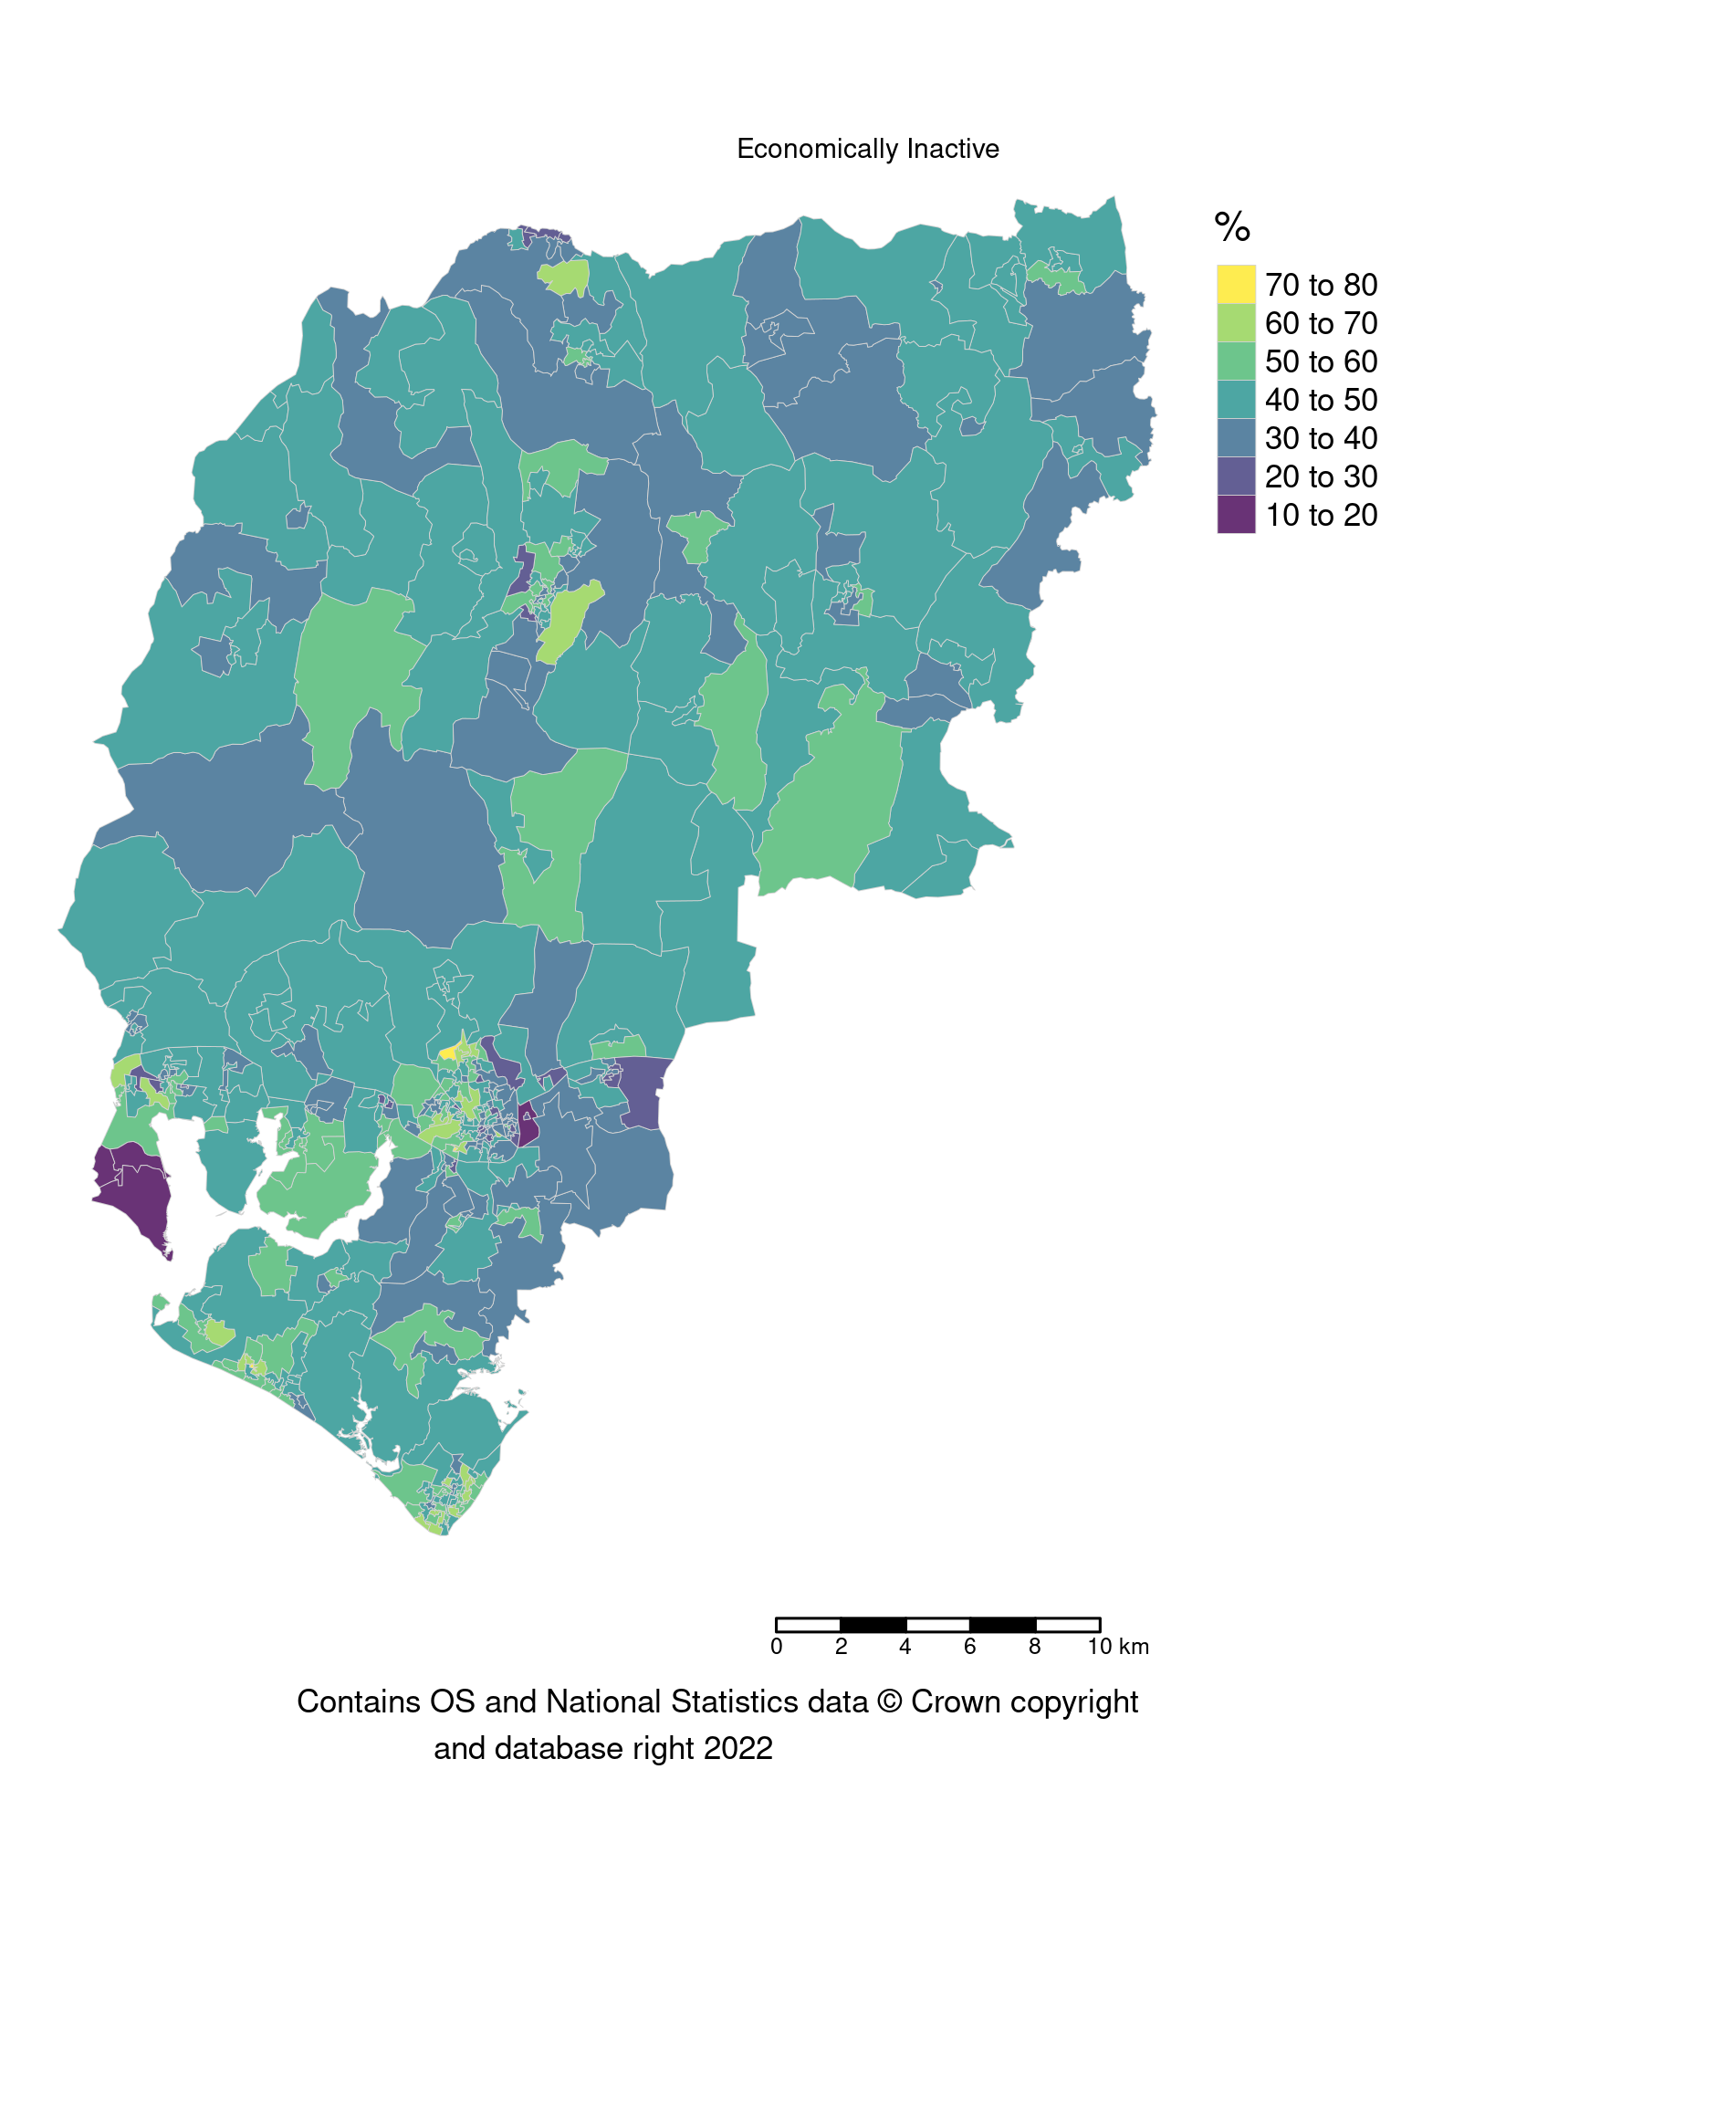 Economically Inactive
%
70 to 80
60 to 70
50 to 60
40 to 50
30 to 40
20 to 30
10 to 20
0 2 4 6 8 10 km
Contains OS and National Statistics data © Crown copyright
and database right 2022